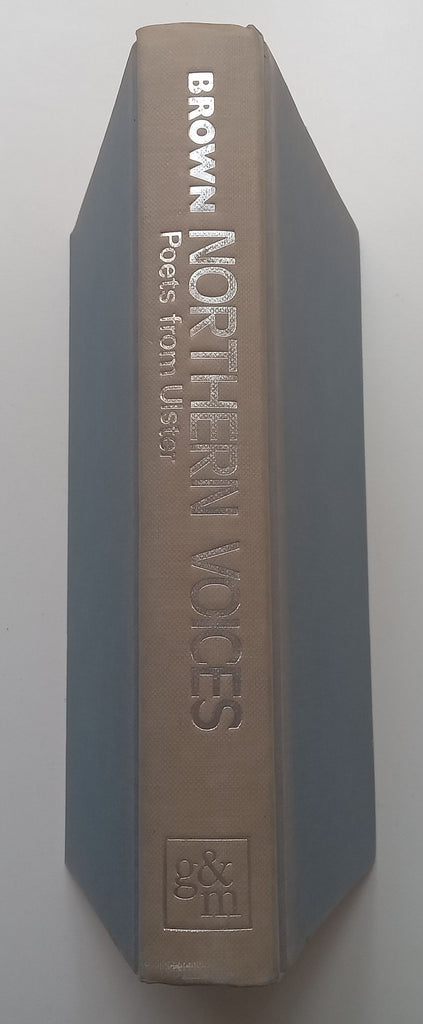 BROWN
NORTHERN VOICES
Poets from Ulster
g&
m